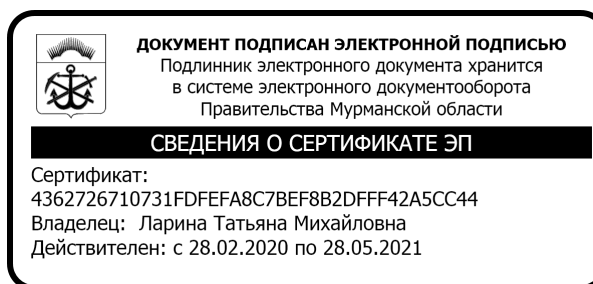 ДОКУМЕНТ ПОДПИСАН ЭЛЕКТРОННОЙ ПОДПИСЬЮ
Подлинник электронного документа хранится
в системе электронного документооборота
Правительства Мурманской области
СВЕДЕНИЯ О СЕРТИФИКАТЕ ЭП
Сертификат:
4362726710731FDFEFA8C7BEF8B2DFFF42A5CC44
Владелец: Ларина Татьяна Михайловна
Действителен: с 28.02.2020 по 28.05.2021